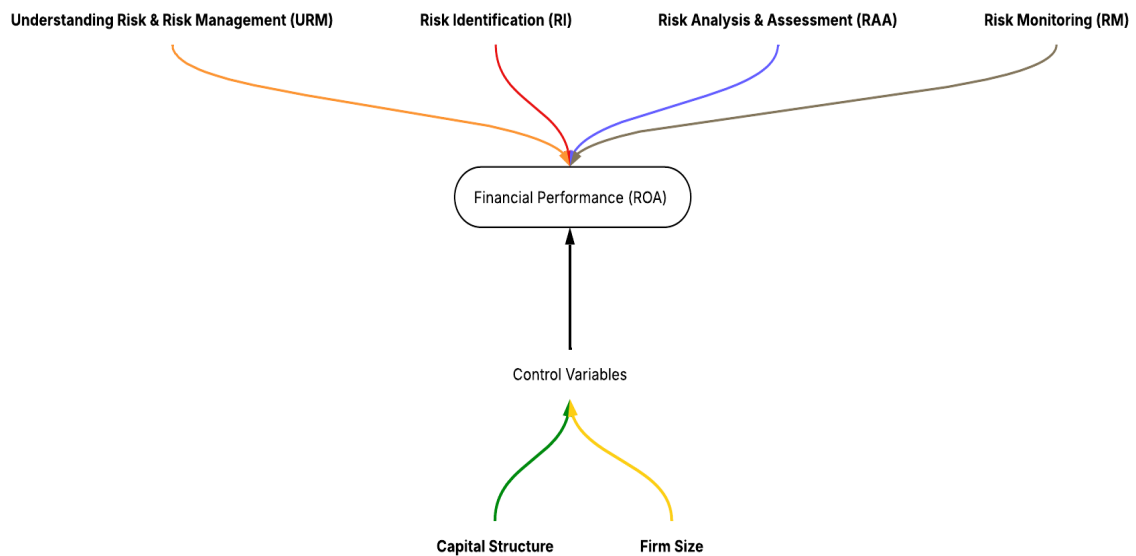 Understanding Risk & Risk Management (URM)
Risk Identification (RI)
Risk Analysis & Assessment (RAA)
Risk Monitoring (RM)
Financial Performance (ROA)
Control Variables
Capital Structure
Firm Size